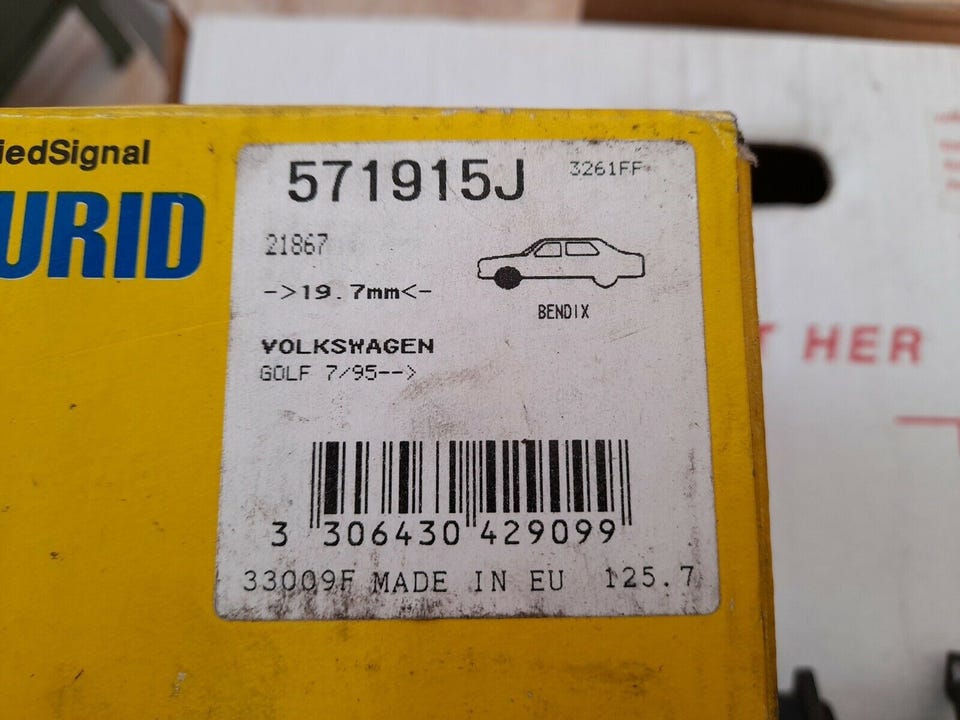 iedSignal
URID
571915J
3261FF
21867
BENDIX
->19.7mm<-
VOLKSWAGEN
GOLF 7/95-->
3 306430 429099
33009F MADE IN EU 125.7
T HER